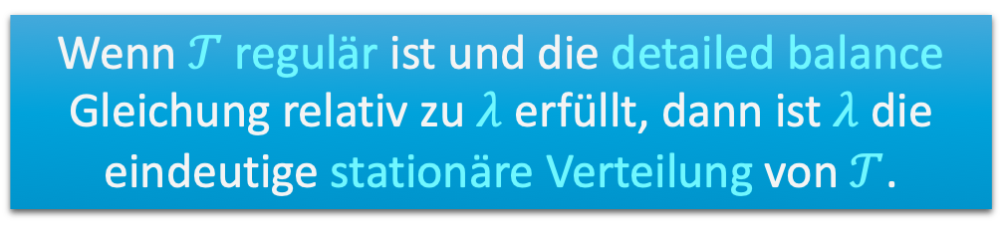 Wenn 𝒯 regulär ist und die detailed balance
Gleichung relativ zu λ erfüllt, dann ist λ die
eindeutige stationäre Verteilung von 𝒯.